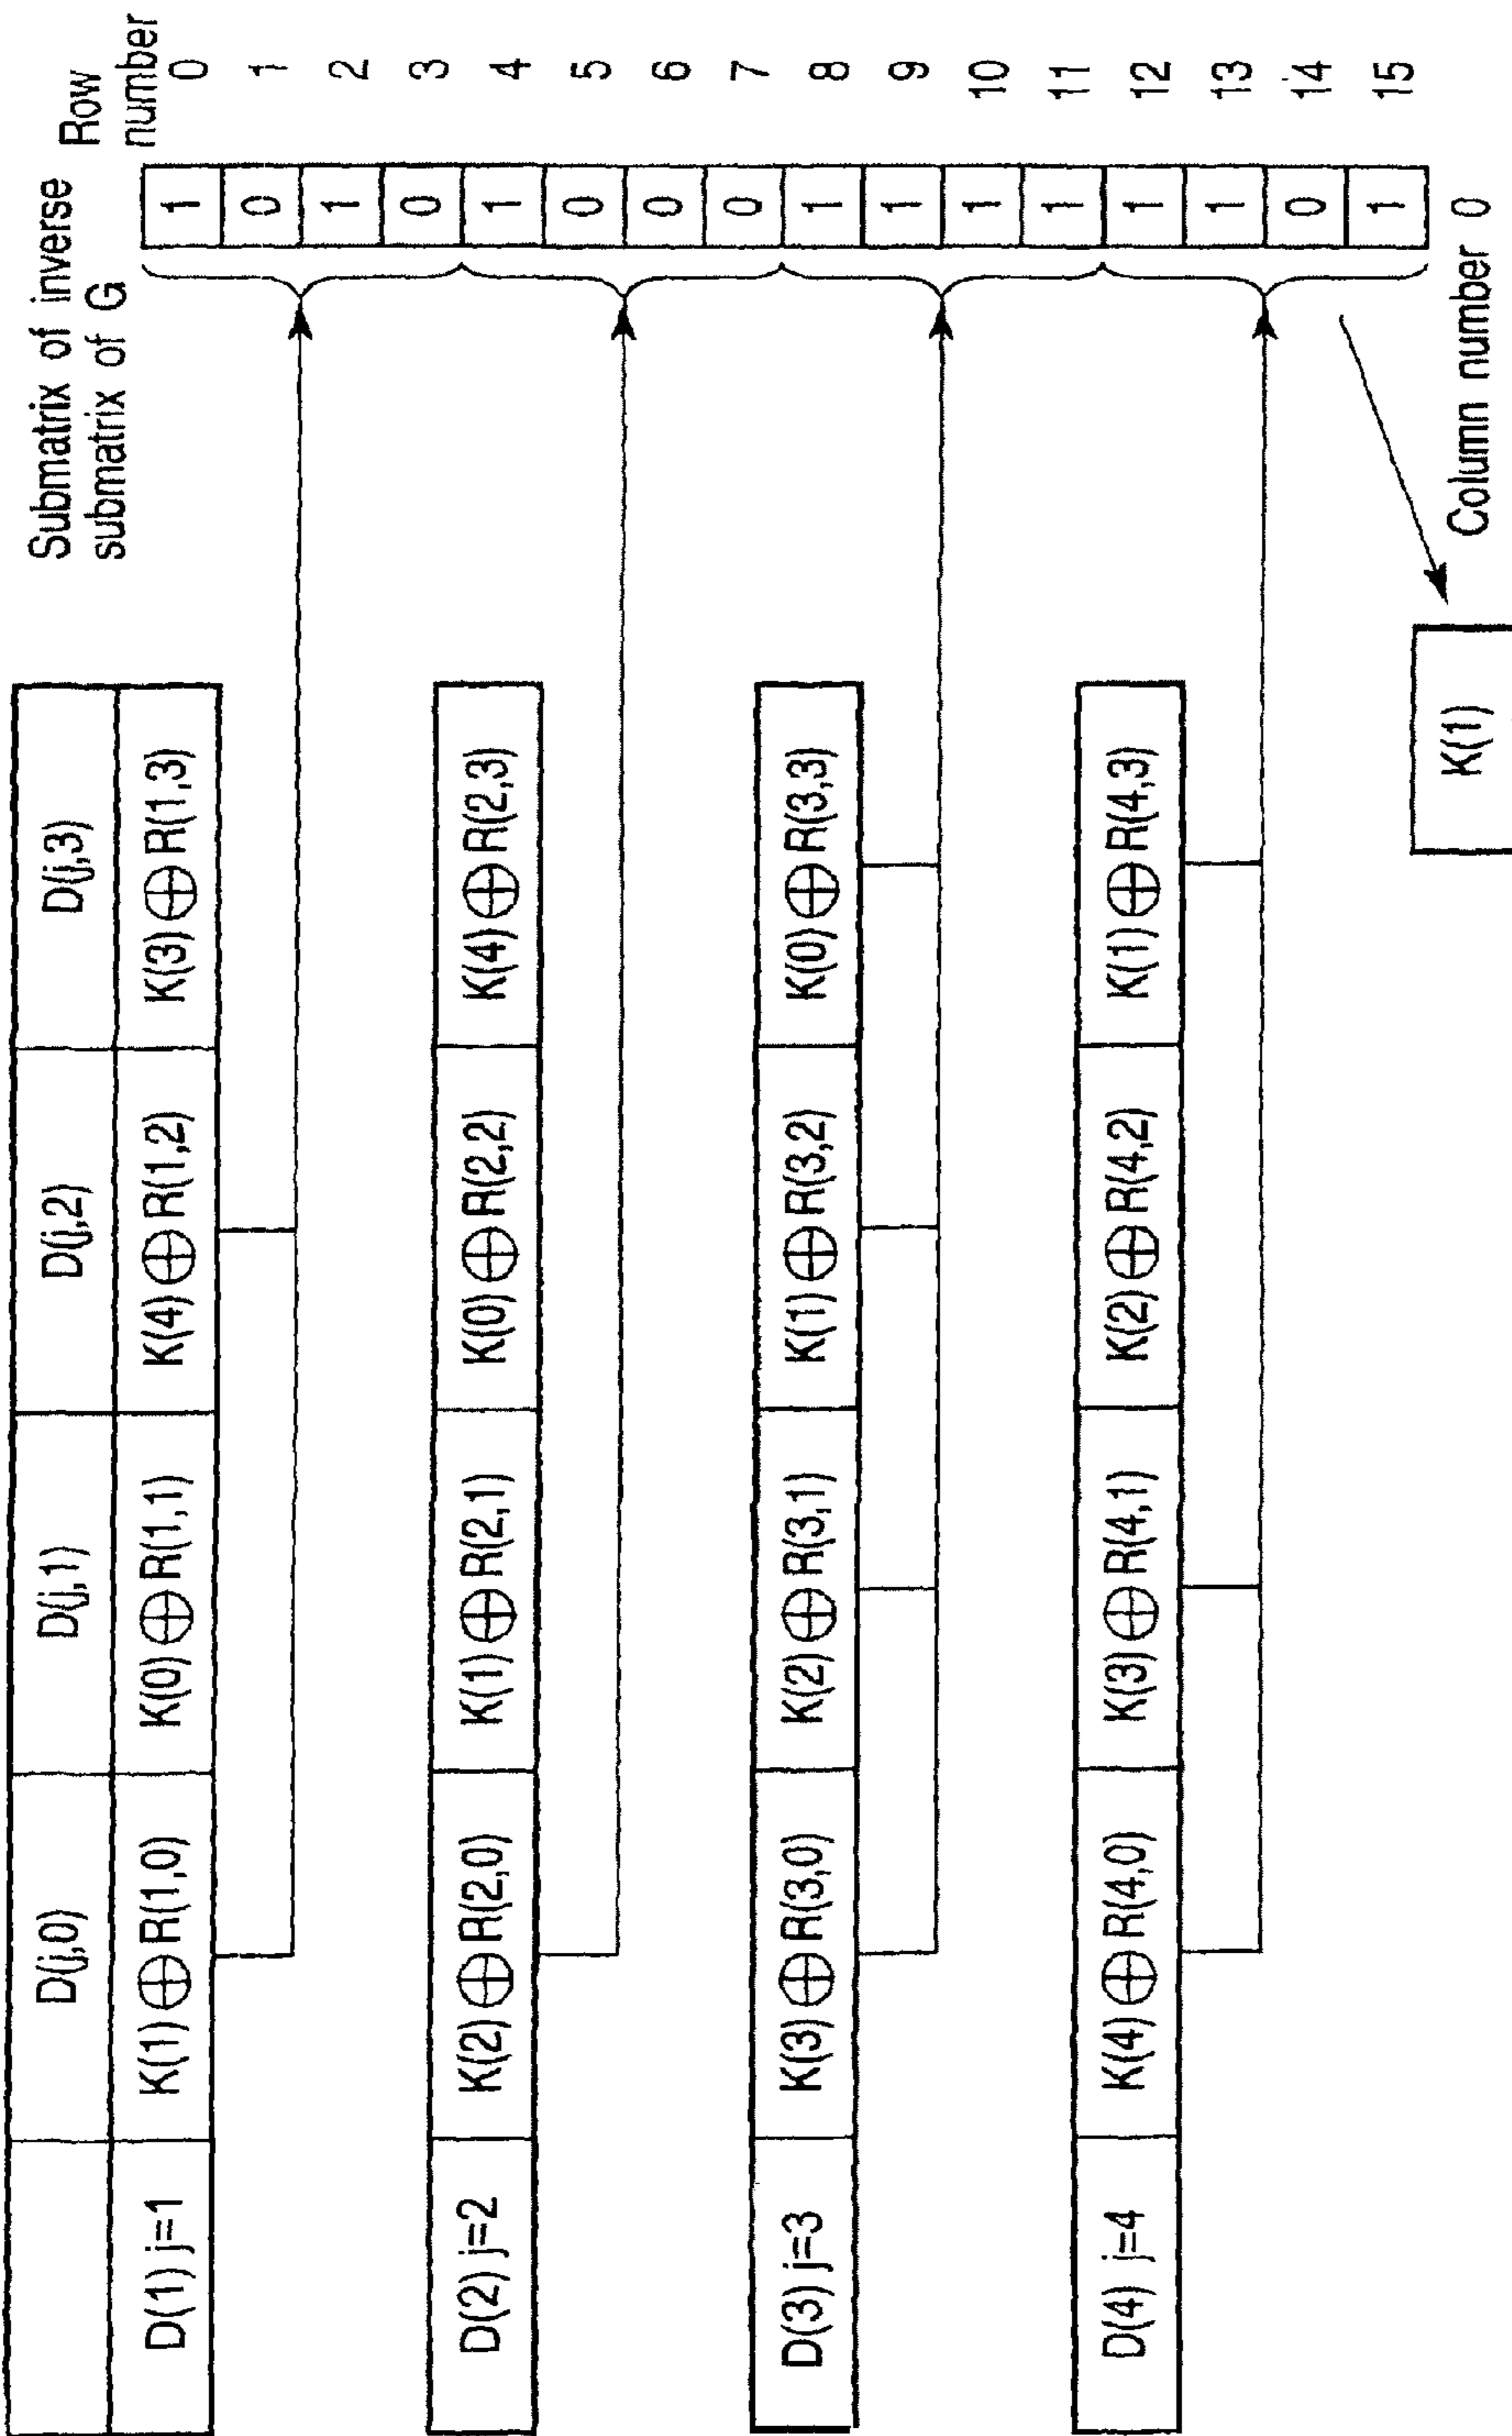 Submatrix of inverse
submatrix of G
Row
number
D(j,0) D(j,1) D(j,2) D(j,3)
D(1) j=1 K(1)⊕R(1,0) K(0)⊕R(1,1) K(4)⊕R(1,2) K(3)⊕R(1,3)
1 0
0 1
1 2
0 3
D(2) j=2 K(2)⊕R(2,0) K(1)⊕R(2,1) K(0)⊕R(2,2) K(4)⊕R(2,3)
1 4
0 5
0 6
0 7
D(3) j=3 K(3)⊕R(3,0) K(2)⊕R(3,1) K(1)⊕R(3,2) K(0)⊕R(3,3)
1 8
1 9
1 10
1 11
D(4) j=4 K(4)⊕R(4,0) K(3)⊕R(4,1) K(2)⊕R(4,2) K(1)⊕R(4,3)
1 12
1 13
0 14
1 15
K(1)
Column number 0